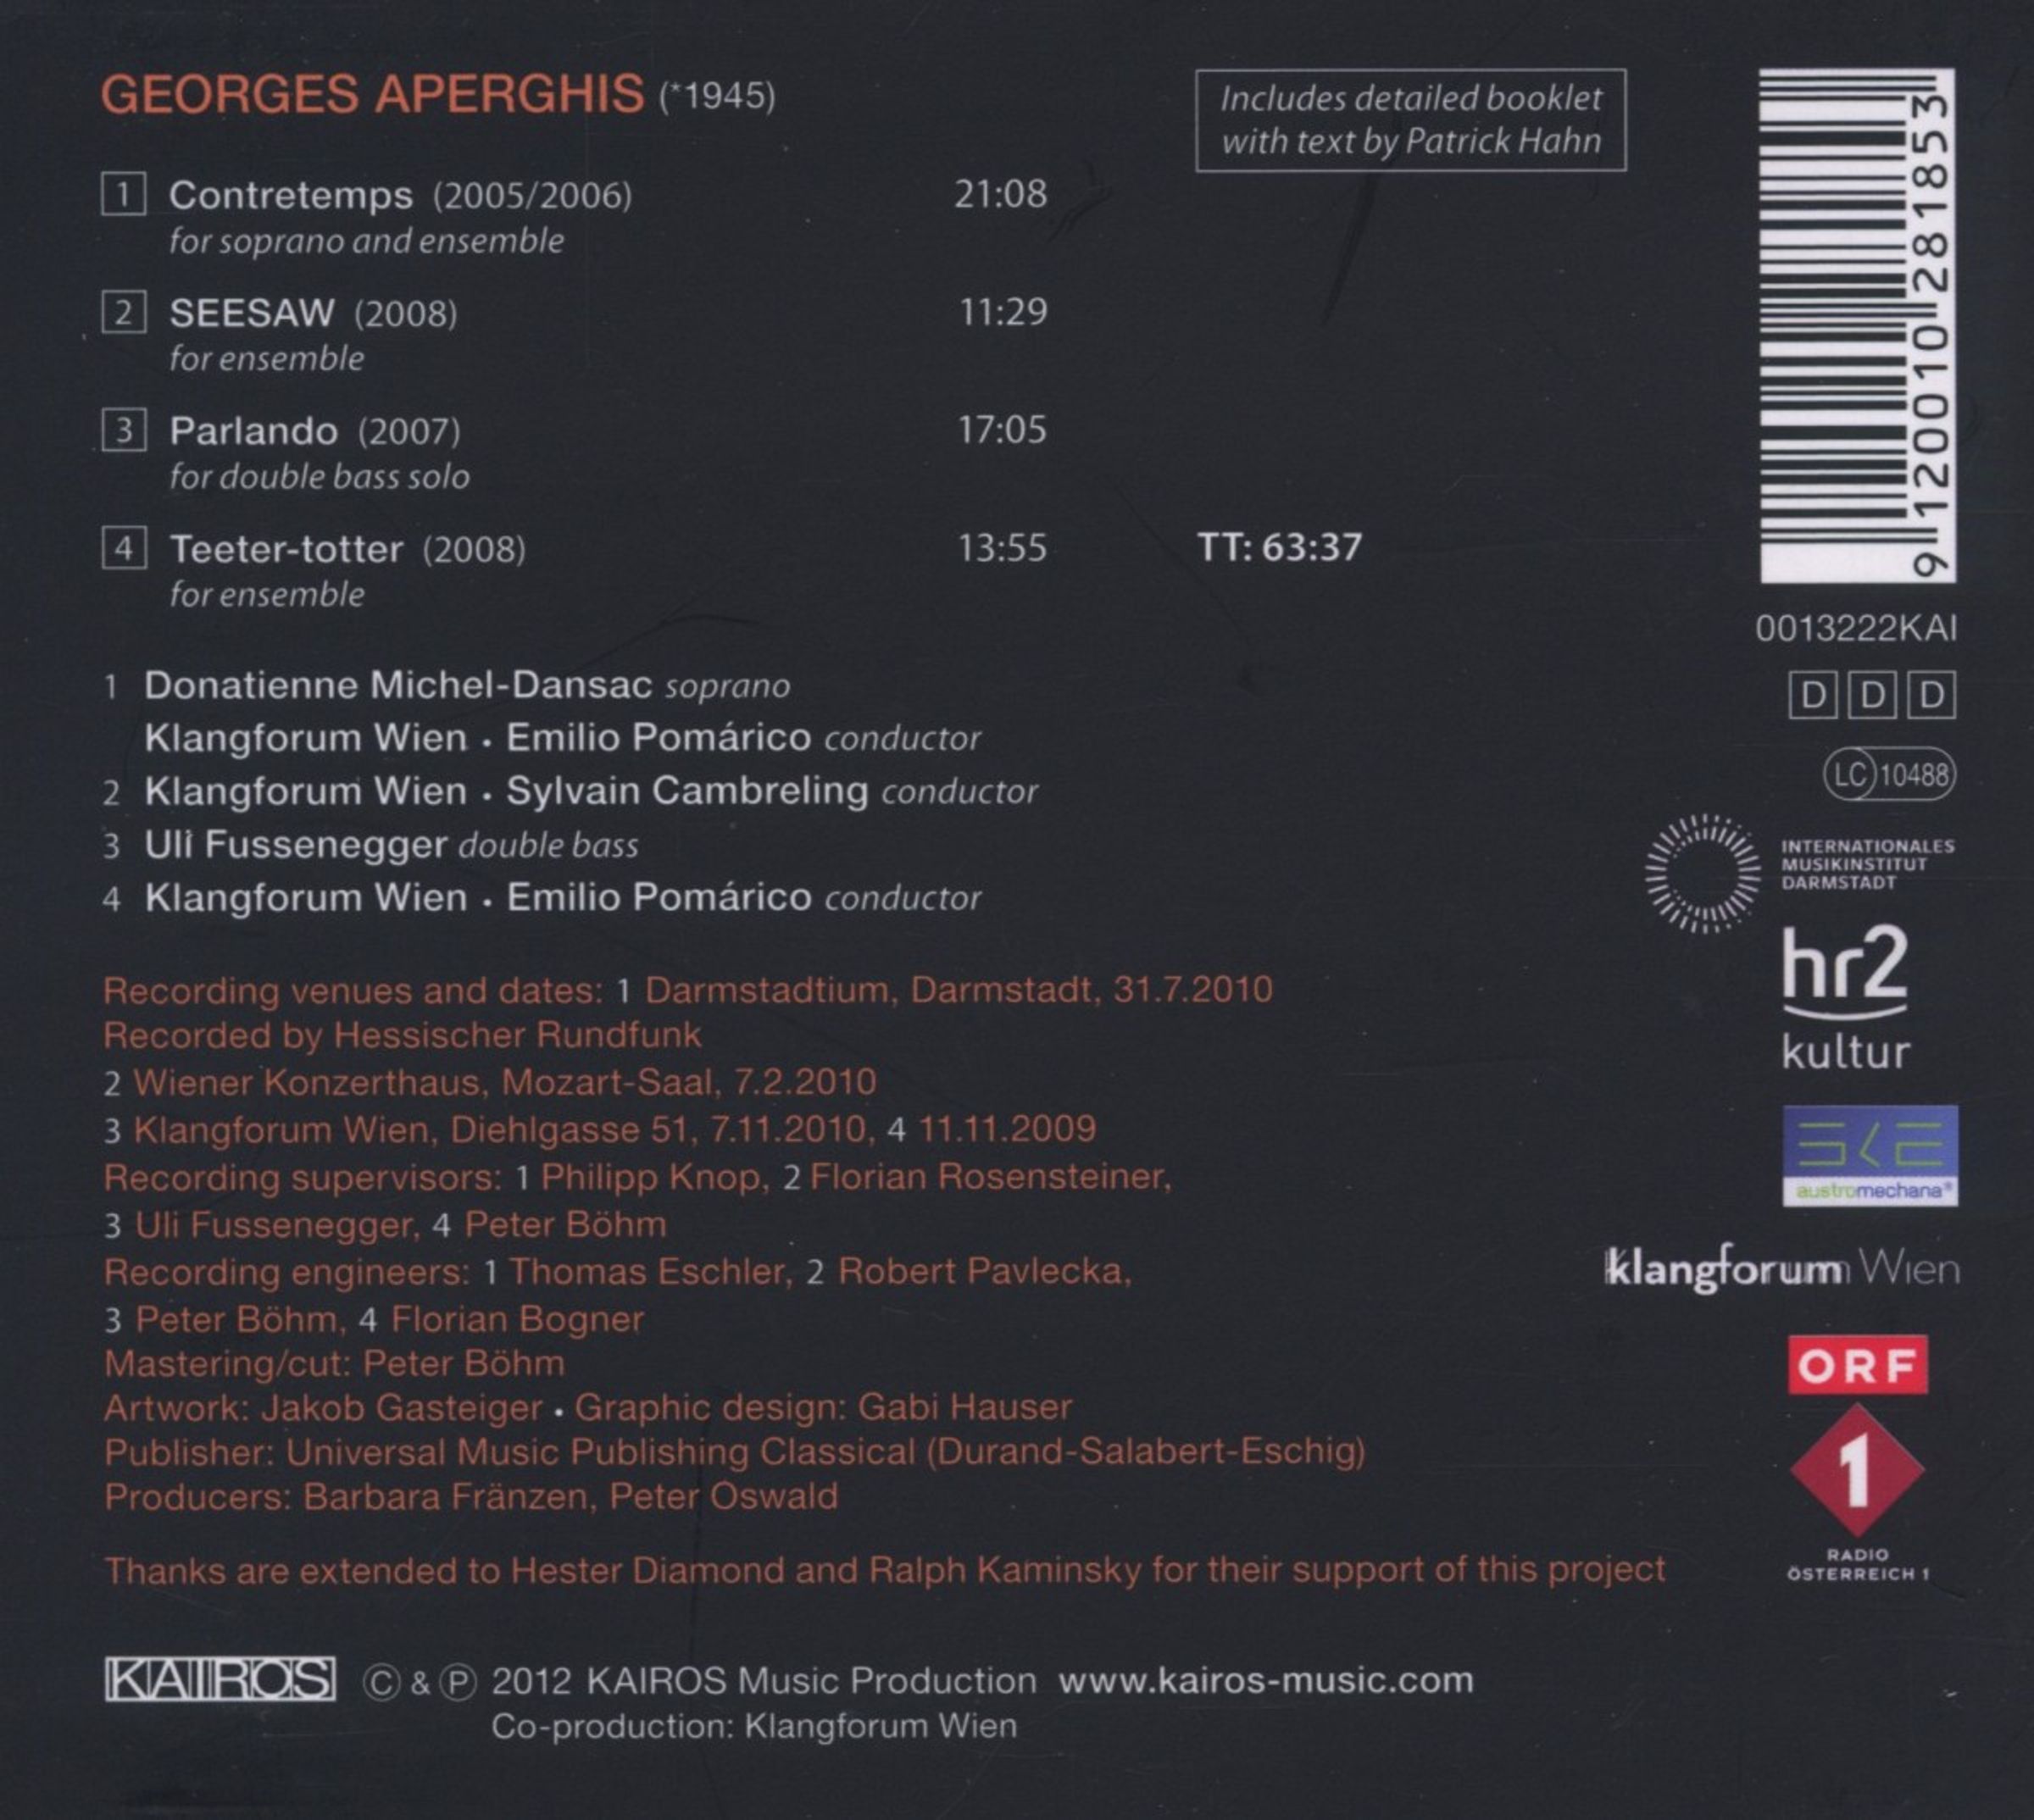 GEORGES APERGHIS (*1945)
Includes detailed booklet
with text by Patrick Hahn
1 Contretemps (2005/2006) 21:08
for soprano and ensemble
2 SEESAW (2008) 11:29
for ensemble
3 Parlando (2007) 17:05
for double bass solo
4 Teeter-totter (2008) 13:55 TT: 63:37
for ensemble
1 Donatienne Michel-Dansac soprano
Klangforum Wien • Emilio Pomárico conductor
2 Klangforum Wien • Sylvain Cambreling conductor
3 Uli Fussenegger double bass
4 Klangforum Wien • Emilio Pomárico conductor
Recording venues and dates: 1 Darmstadtium, Darmstadt, 31.7.2010
Recorded by Hessischer Rundfunk
2 Wiener Konzerthaus, Mozart-Saal, 7.2.2010
3 Klangforum Wien, Diehlgasse 51, 7.11.2010, 4 11.11.2009
Recording supervisors: 1 Philipp Knop, 2 Florian Rosensteiner,
3 Uli Fussenegger, 4 Peter Böhm
Recording engineers: 1 Thomas Eschler, 2 Robert Pavlecka,
3 Peter Böhm, 4 Florian Bogner
Mastering/cut: Peter Böhm
Artwork: Jakob Gasteiger • Graphic design: Gabi Hauser
Publisher: Universal Music Publishing Classical (Durand-Salabert-Eschig)
Producers: Barbara Fränzen, Peter Oswald
Thanks are extended to Hester Diamond and Ralph Kaminsky for their support of this project
KAIROS © & ℗ 2012 KAIROS Music Production www.kairos-music.com
Co-production: Klangforum Wien
9 120010 281853
0013222KAI
D D D
LC 10488
INTERNATIONALES
MUSIKINSTITUT
DARMSTADT
hr2
kultur
SKE
austromechana®
klangforum Wien
ORF
1
RADIO
ÖSTERREICH 1